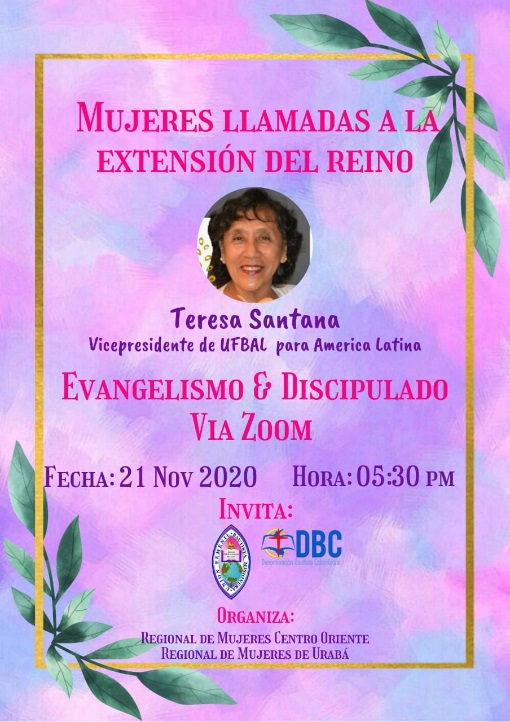 MUJERES LLAMADAS A LA
EXTENSIÓN DEL REINO
Teresa Santana
Vicepresidente de UFBAL para America Latina
EVANGELISMO & DISCIPULADO
VIA ZOOM
FECHA: 21 NOV 2020 HORA: 05:30 PM
INVITA:
DBC
ORGANIZA:
REGIONAL DE MUJERES CENTRO ORIENTE
REGIONAL DE MUJERES DE URABÁ